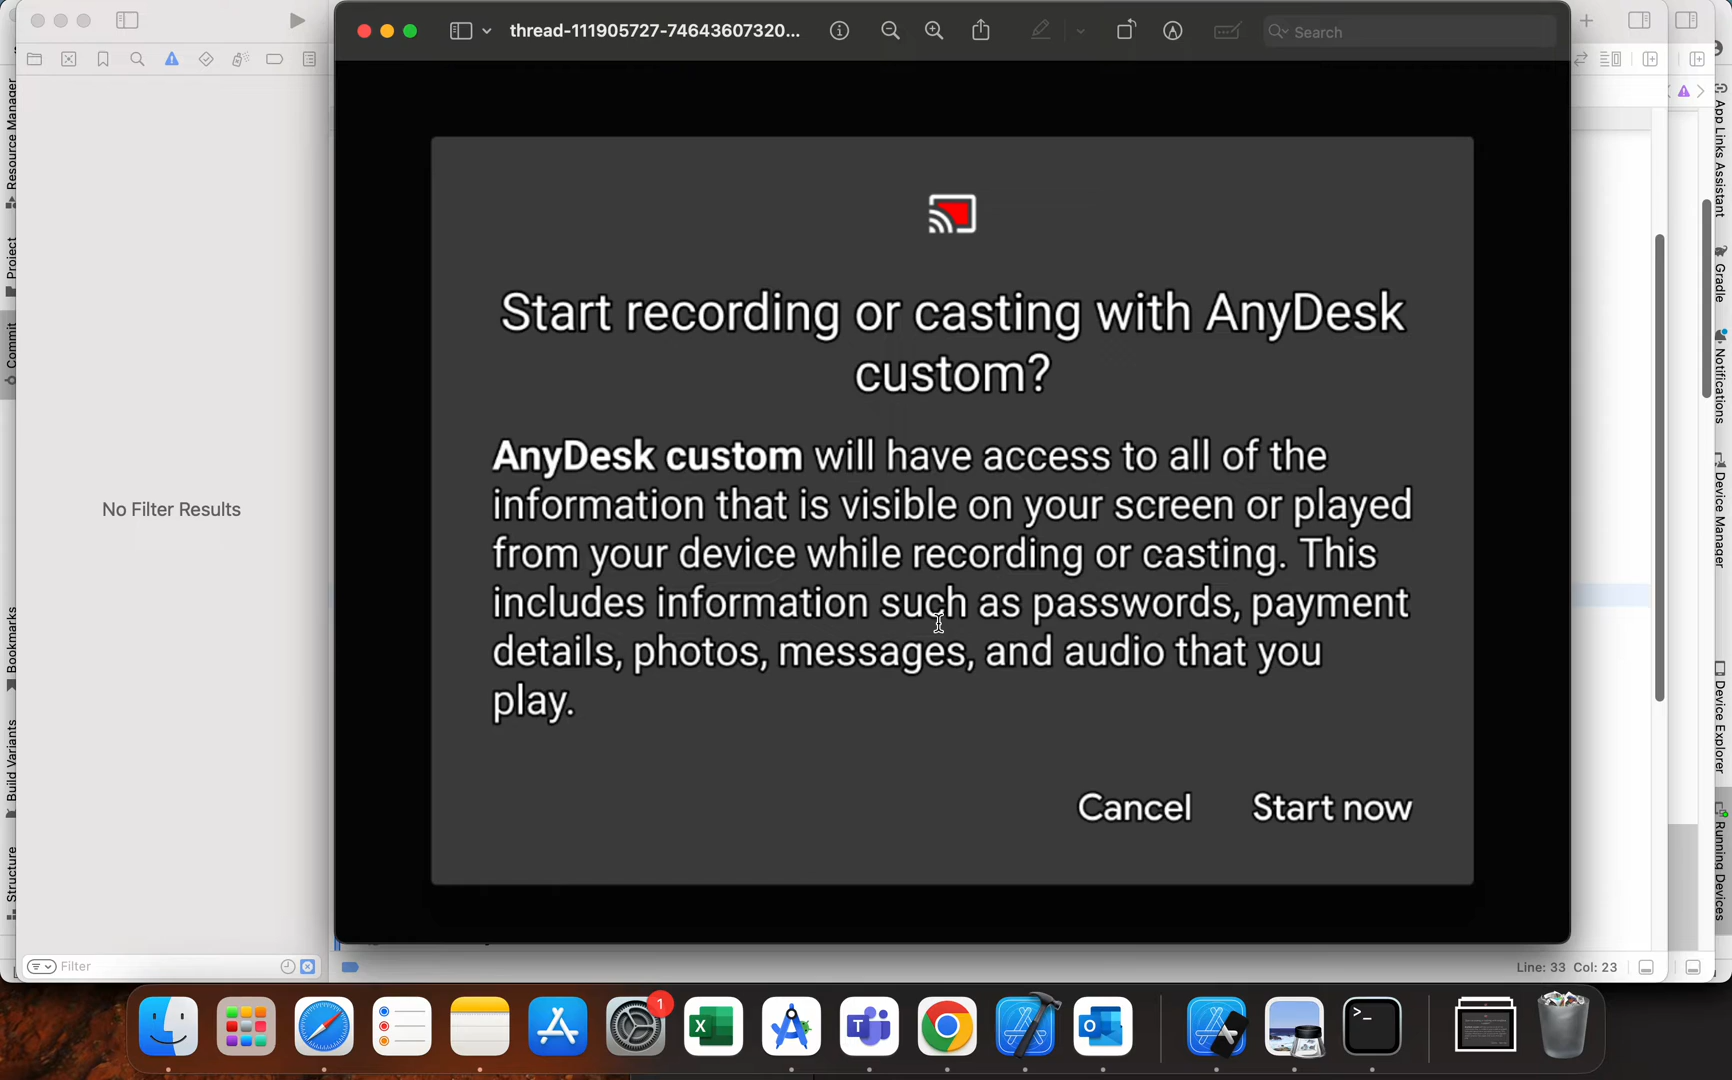 thread-111905727-74643607320...
Search
Start recording or casting with AnyDesk
custom?
AnyDesk custom will have access to all of the
information that is visible on your screen or played
from your device while recording or casting. This
includes information such as passwords, payment
details, photos, messages, and audio that you
play.
Cancel
Start now
No Filter Results
Filter
Line: 33 Col: 23
Resource Manager
Project
Commit
Bookmarks
Build Variants
Structure
App Links Assistant
Gradle
Notifications
Device Manager
Device Explorer
Running Devices
1